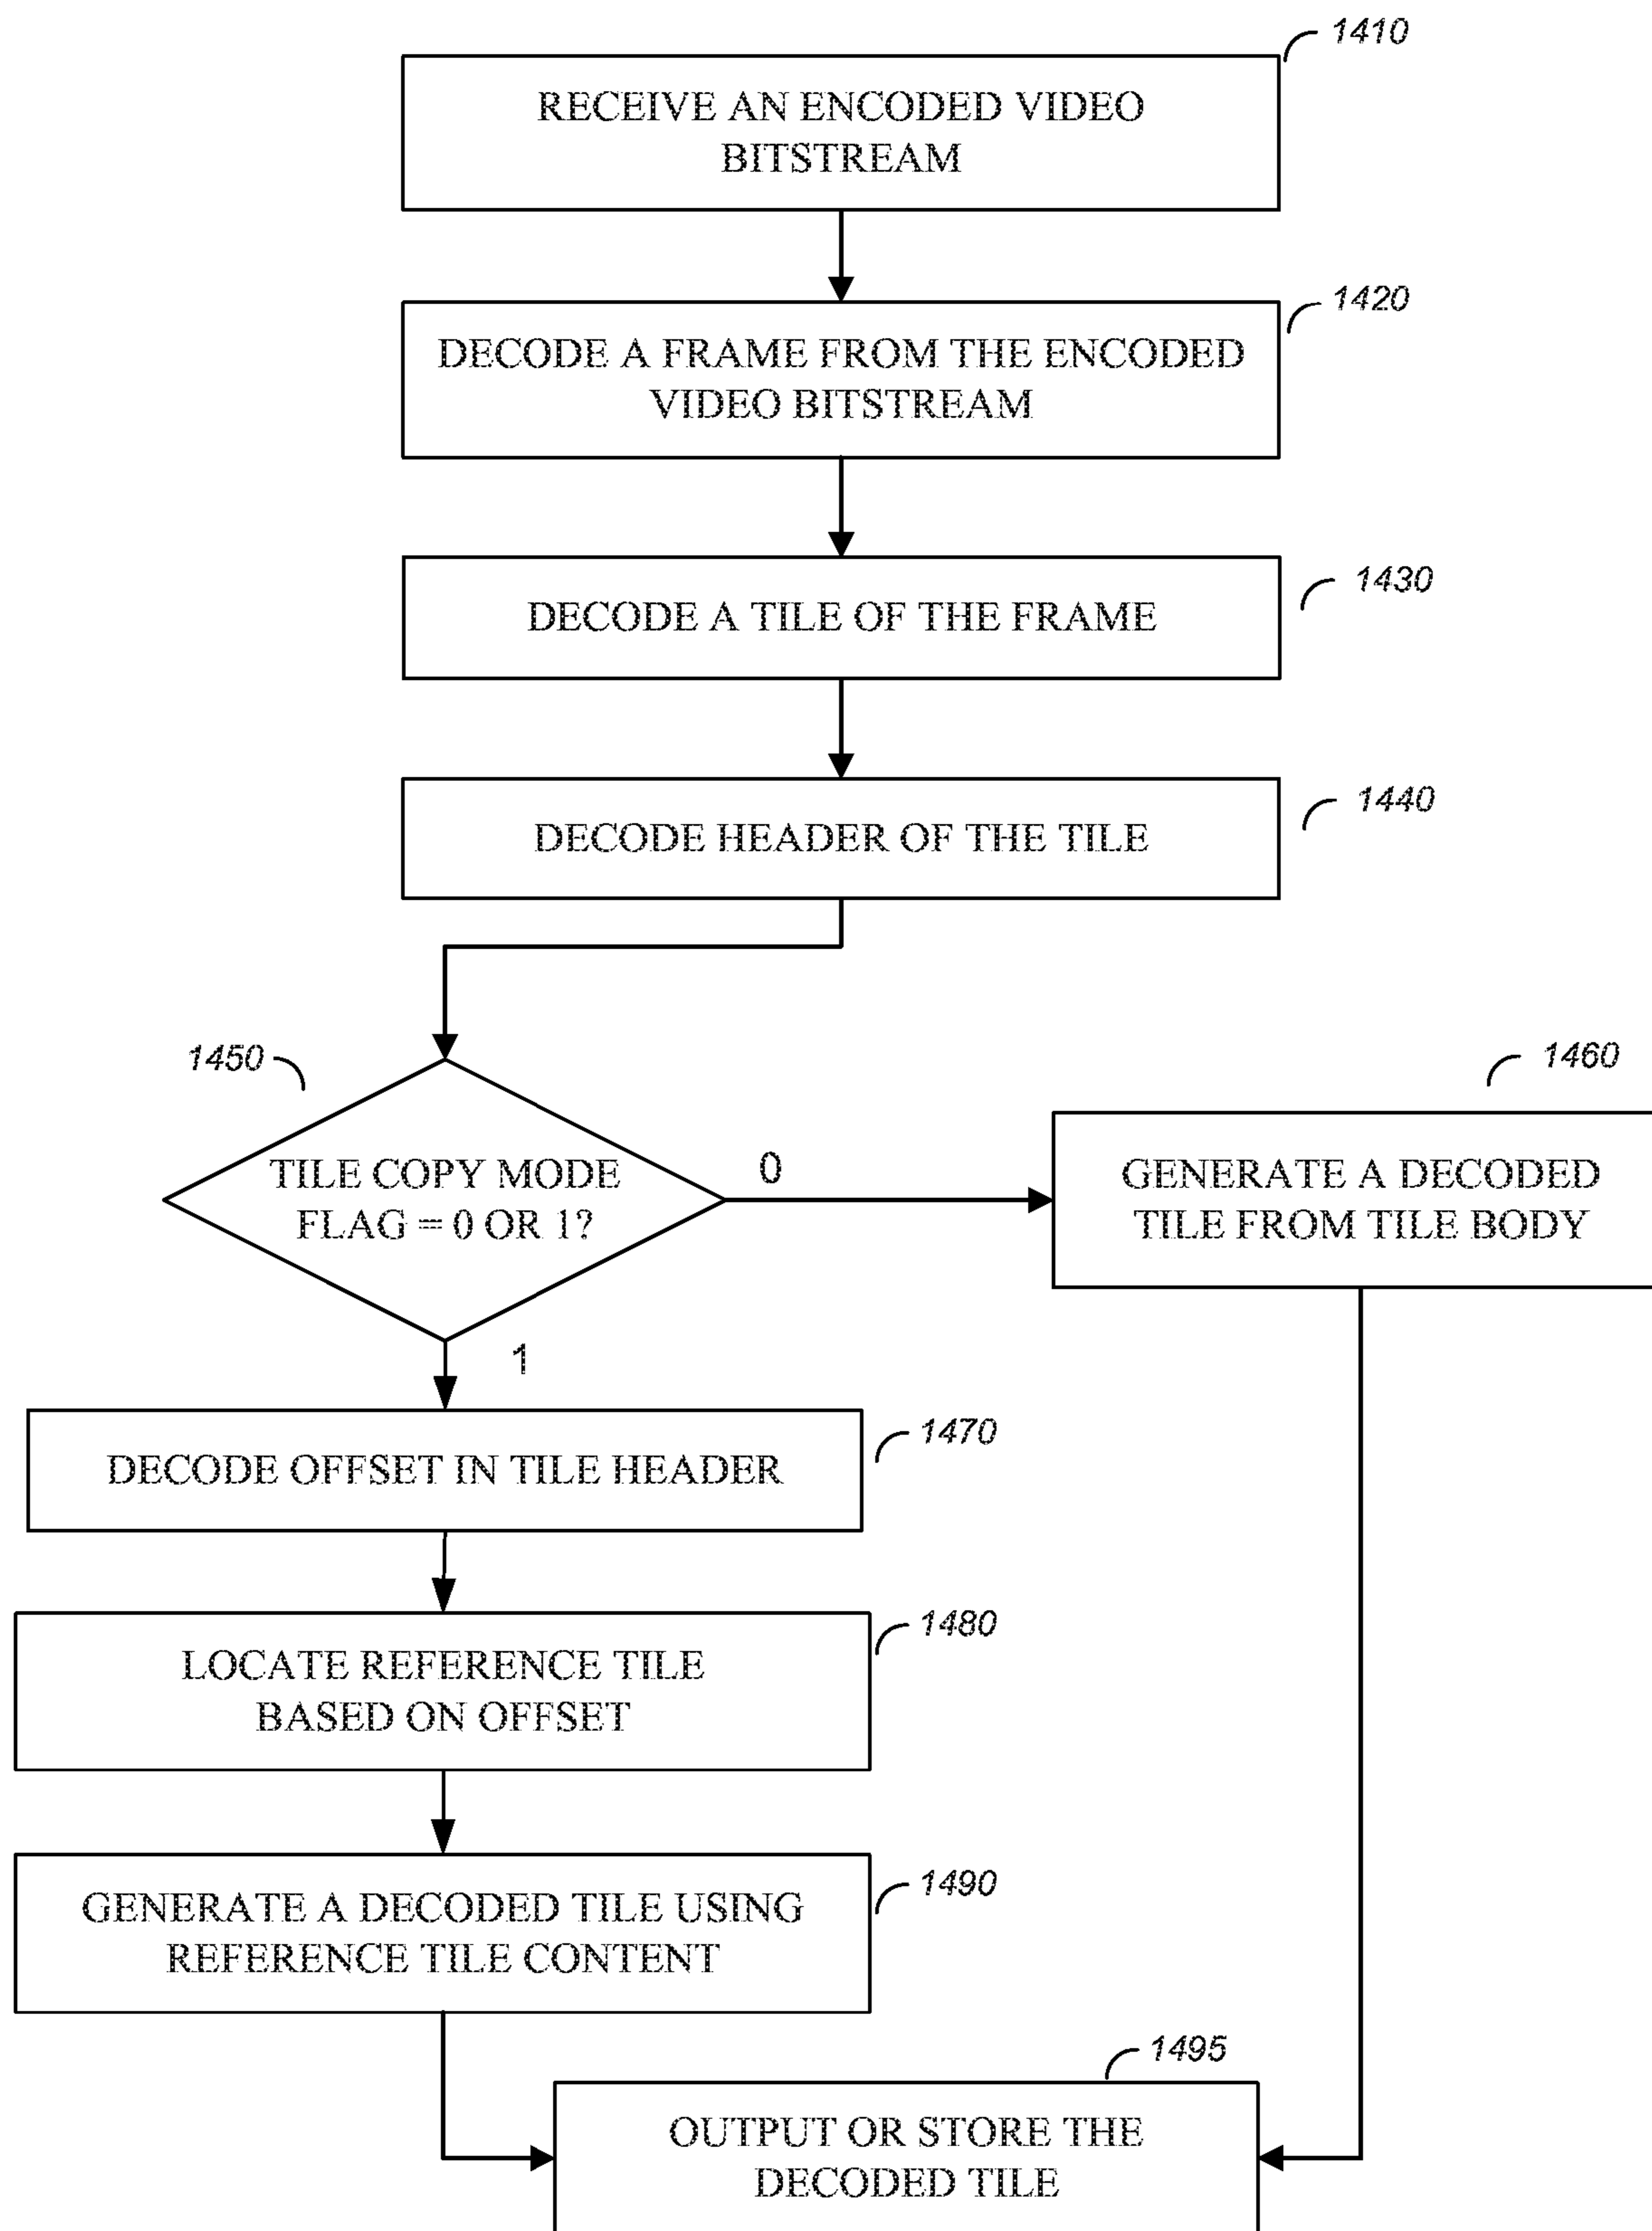 1410
RECEIVE AN ENCODED VIDEO
BITSTREAM
1420
DECODE A FRAME FROM THE ENCODED
VIDEO BITSTREAM
1430
DECODE A TILE OF THE FRAME
1440
DECODE HEADER OF THE TILE
1450
TILE COPY MODE
FLAG = 0 OR 1?
0
1460
GENERATE A DECODED
TILE FROM TILE BODY
1
1470
DECODE OFFSET IN TILE HEADER
1480
LOCATE REFERENCE TILE
BASED ON OFFSET
1490
GENERATE A DECODED TILE USING
REFERENCE TILE CONTENT
1495
OUTPUT OR STORE THE
DECODED TILE